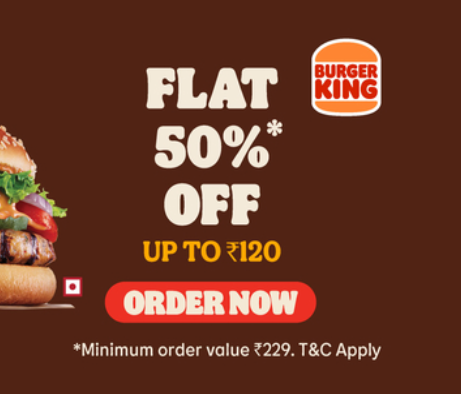 FLAT
50%*
OFF
UP TO ₹120
ORDER NOW
*Minimum order value ₹229. T&C Apply
BURGER
KING